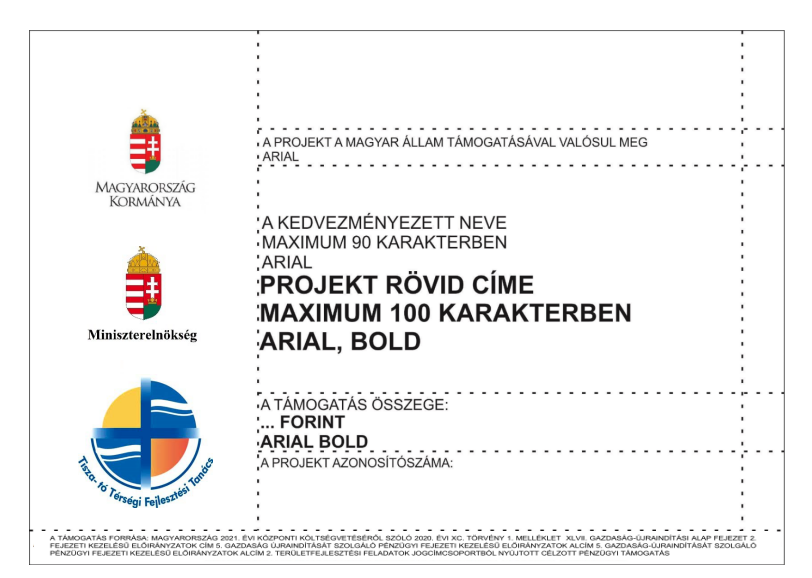 MAGYARORSZÁG
KORMÁNYA
Miniszterelnökség
Tisza- tó Térségi Fejlesztési Tanács
A PROJEKT A MAGYAR ÁLLAM TÁMOGATÁSÁVAL VALÓSUL MEG
ARIAL
A KEDVEZMÉNYEZETT NEVE
MAXIMUM 90 KARAKTERBEN
ARIAL
PROJEKT RÖVID CÍME
MAXIMUM 100 KARAKTERBEN
ARIAL, BOLD
A TÁMOGATÁS ÖSSZEGE:
... FORINT
ARIAL BOLD
A PROJEKT AZONOSÍTÓSZÁMA:
A TÁMOGATÁS FORRÁSA: MAGYARORSZÁG 2021. ÉVI KÖZPONTI KÖLTSÉGVETÉSÉRŐL SZÓLÓ 2020. ÉVI XC. TÖRVÉNY 1. MELLÉKLET XLVII. GAZDASÁG-ÚJRAINDÍTÁSI ALAP FEJEZET 2.
FEJEZETI KEZELÉSŰ ELŐIRÁNYZATOK CÍM 5. GAZDASÁG ÚJRAINDÍTÁSÁT SZOLGÁLÓ PÉNZÜGYI FEJEZETI KEZELÉSŰ ELŐIRÁNYZATOK ALCÍM 5. GAZDASÁG-ÚJRAINDÍTÁSÁT SZOLGÁLÓ
PÉNZÜGYI FEJEZETI KEZELÉSŰ ELŐIRÁNYZATOK ALCÍM 2. TERÜLETFEJLESZTÉSI FELADATOK JOGCÍMCSOPORTBÓL NYÚJTOTT CÉLZOTT PÉNZÜGYI TÁMOGATÁS